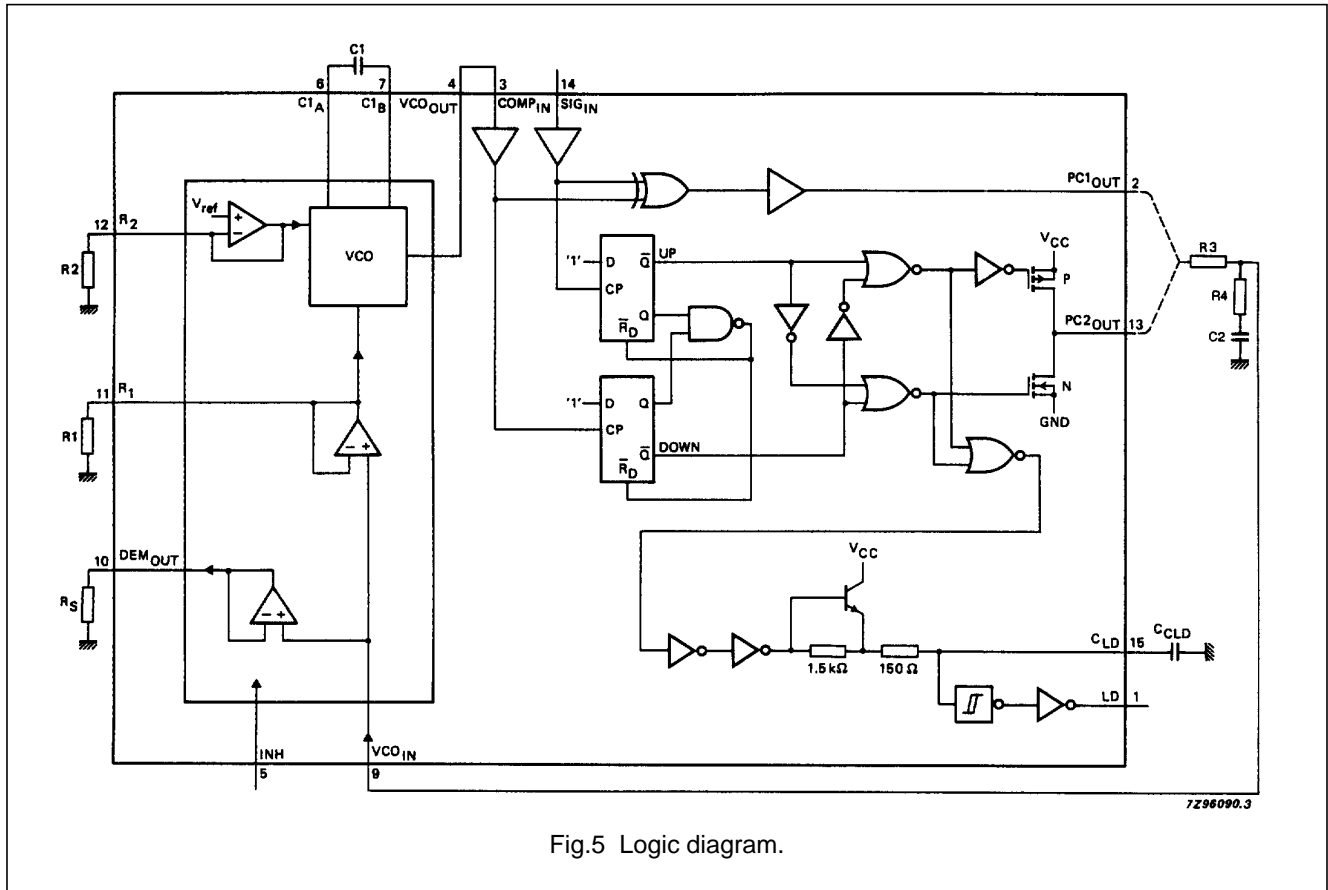 C1
6 7 4 3 14
C1A C1B VCOOUT COMPIN SIGIN
PC1OUT 2
Vref
12 R2
+
−
VCO
R2
'1' D Q̅ UP
CP
Q
R̅D
VCC
P
R3
R4
C2
PC2OUT 13
11 R1
R1
− +
'1' D Q
CP
Q̅ DOWN
R̅D
N
GND
10 DEMOUT
RS
− +
VCC
1.5 kΩ 150 Ω
CLD 15 CCLD
LD 1
INH
5
VCOIN
9
7Z96090.3
Fig.5 Logic diagram.